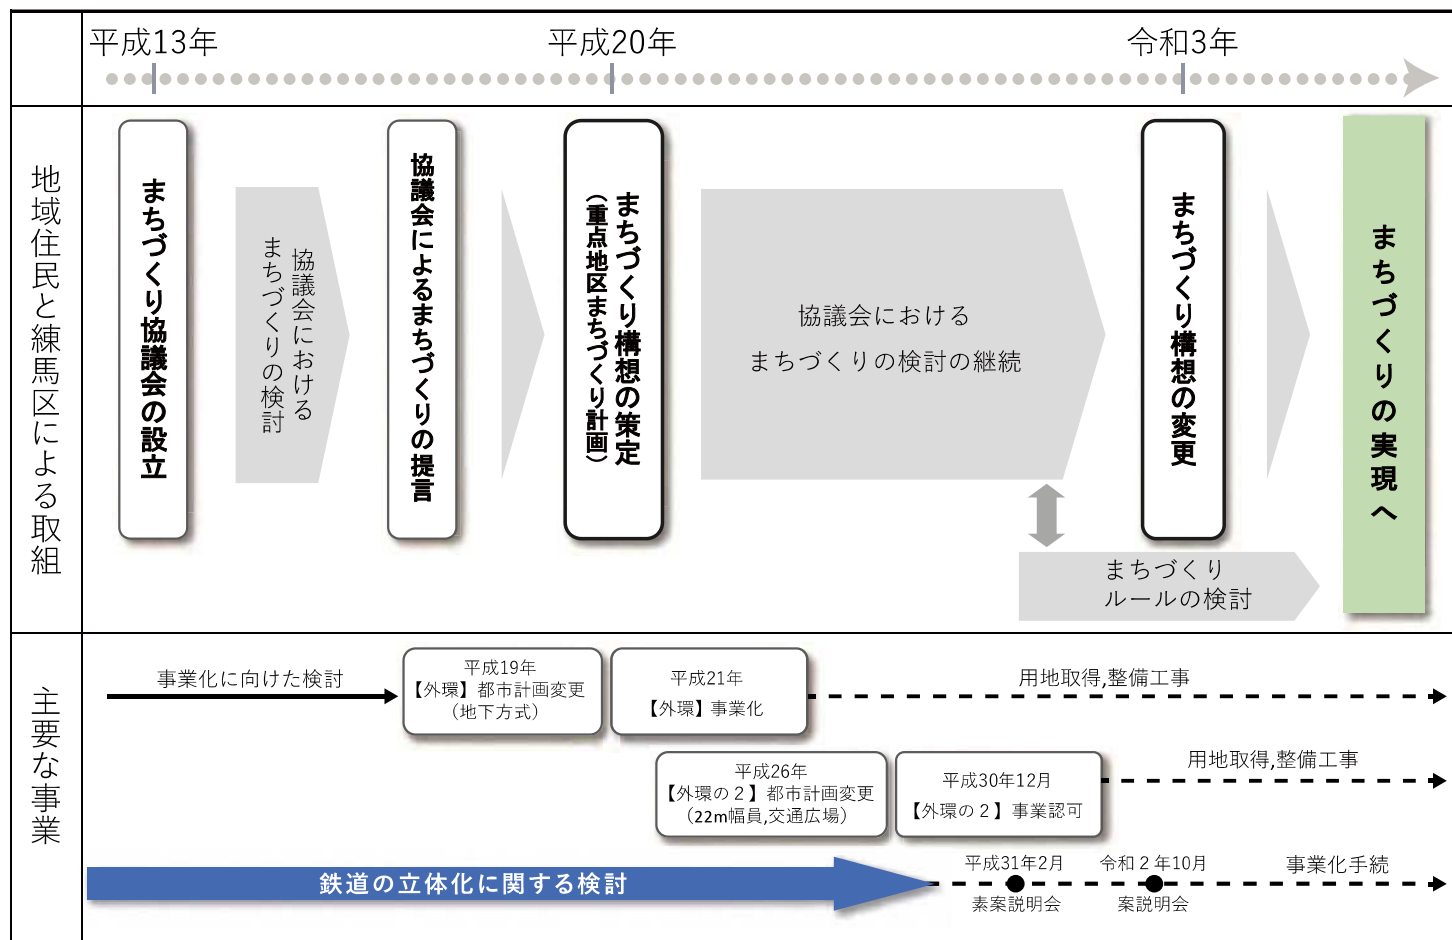 平成13年
平成20年
令和3年
地域住民と練馬区による取組
まちづくり協議会の設立
協議会における
まちづくりの検討
協議会によるまちづくりの提言
まちづくり構想の策定
（重点地区まちづくり計画）
協議会における
まちづくりの検討の継続
まちづくり構想の変更
まちづくりの実現へ
まちづくり
ルールの検討
主要な事業
事業化に向けた検討
平成19年
【外環】都市計画変更
（地下方式）
平成21年
【外環】事業化
用地取得,整備工事
平成26年
【外環の２】都市計画変更
（22m幅員,交通広場）
平成30年12月
【外環の２】事業認可
用地取得,整備工事
鉄道の立体化に関する検討
平成31年2月
素案説明会
令和２年10月
案説明会
事業化手続